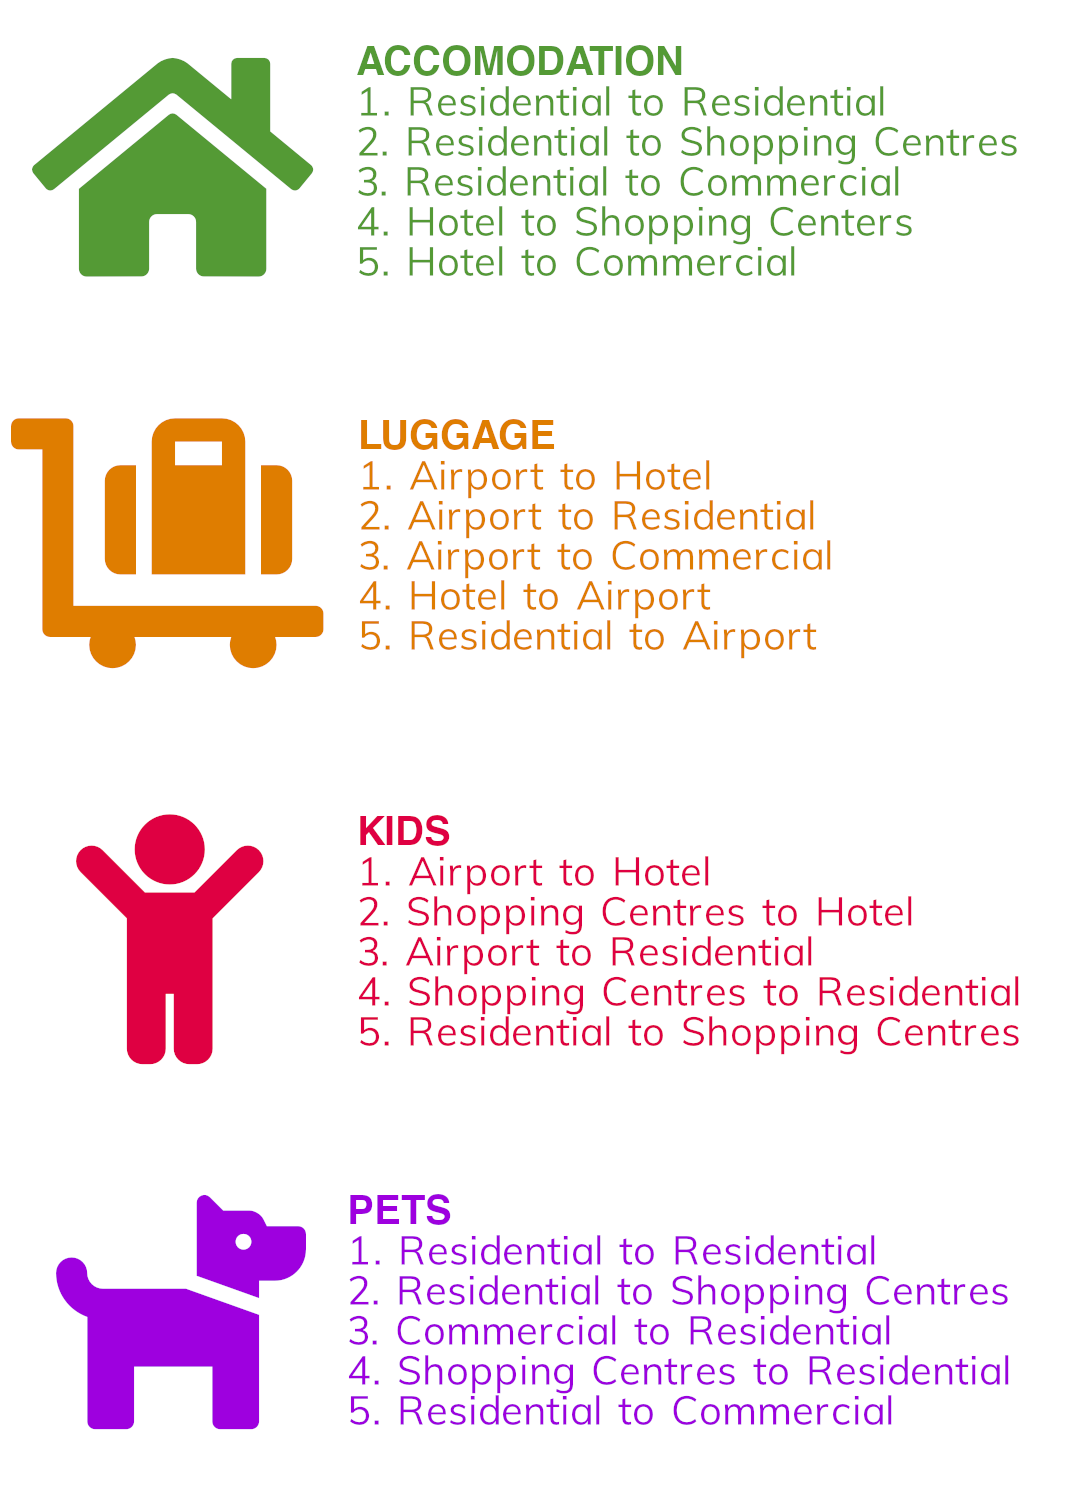 ACCOMODATION
1. Residential to Residential
2. Residential to Shopping Centres
3. Residential to Commercial
4. Hotel to Shopping Centers
5. Hotel to Commercial
LUGGAGE
1. Airport to Hotel
2. Airport to Residential
3. Airport to Commercial
4. Hotel to Airport
5. Residential to Airport
KIDS
1. Airport to Hotel
2. Shopping Centres to Hotel
3. Airport to Residential
4. Shopping Centres to Residential
5. Residential to Shopping Centres
PETS
1. Residential to Residential
2. Residential to Shopping Centres
3. Commercial to Residential
4. Shopping Centres to Residential
5. Residential to Commercial